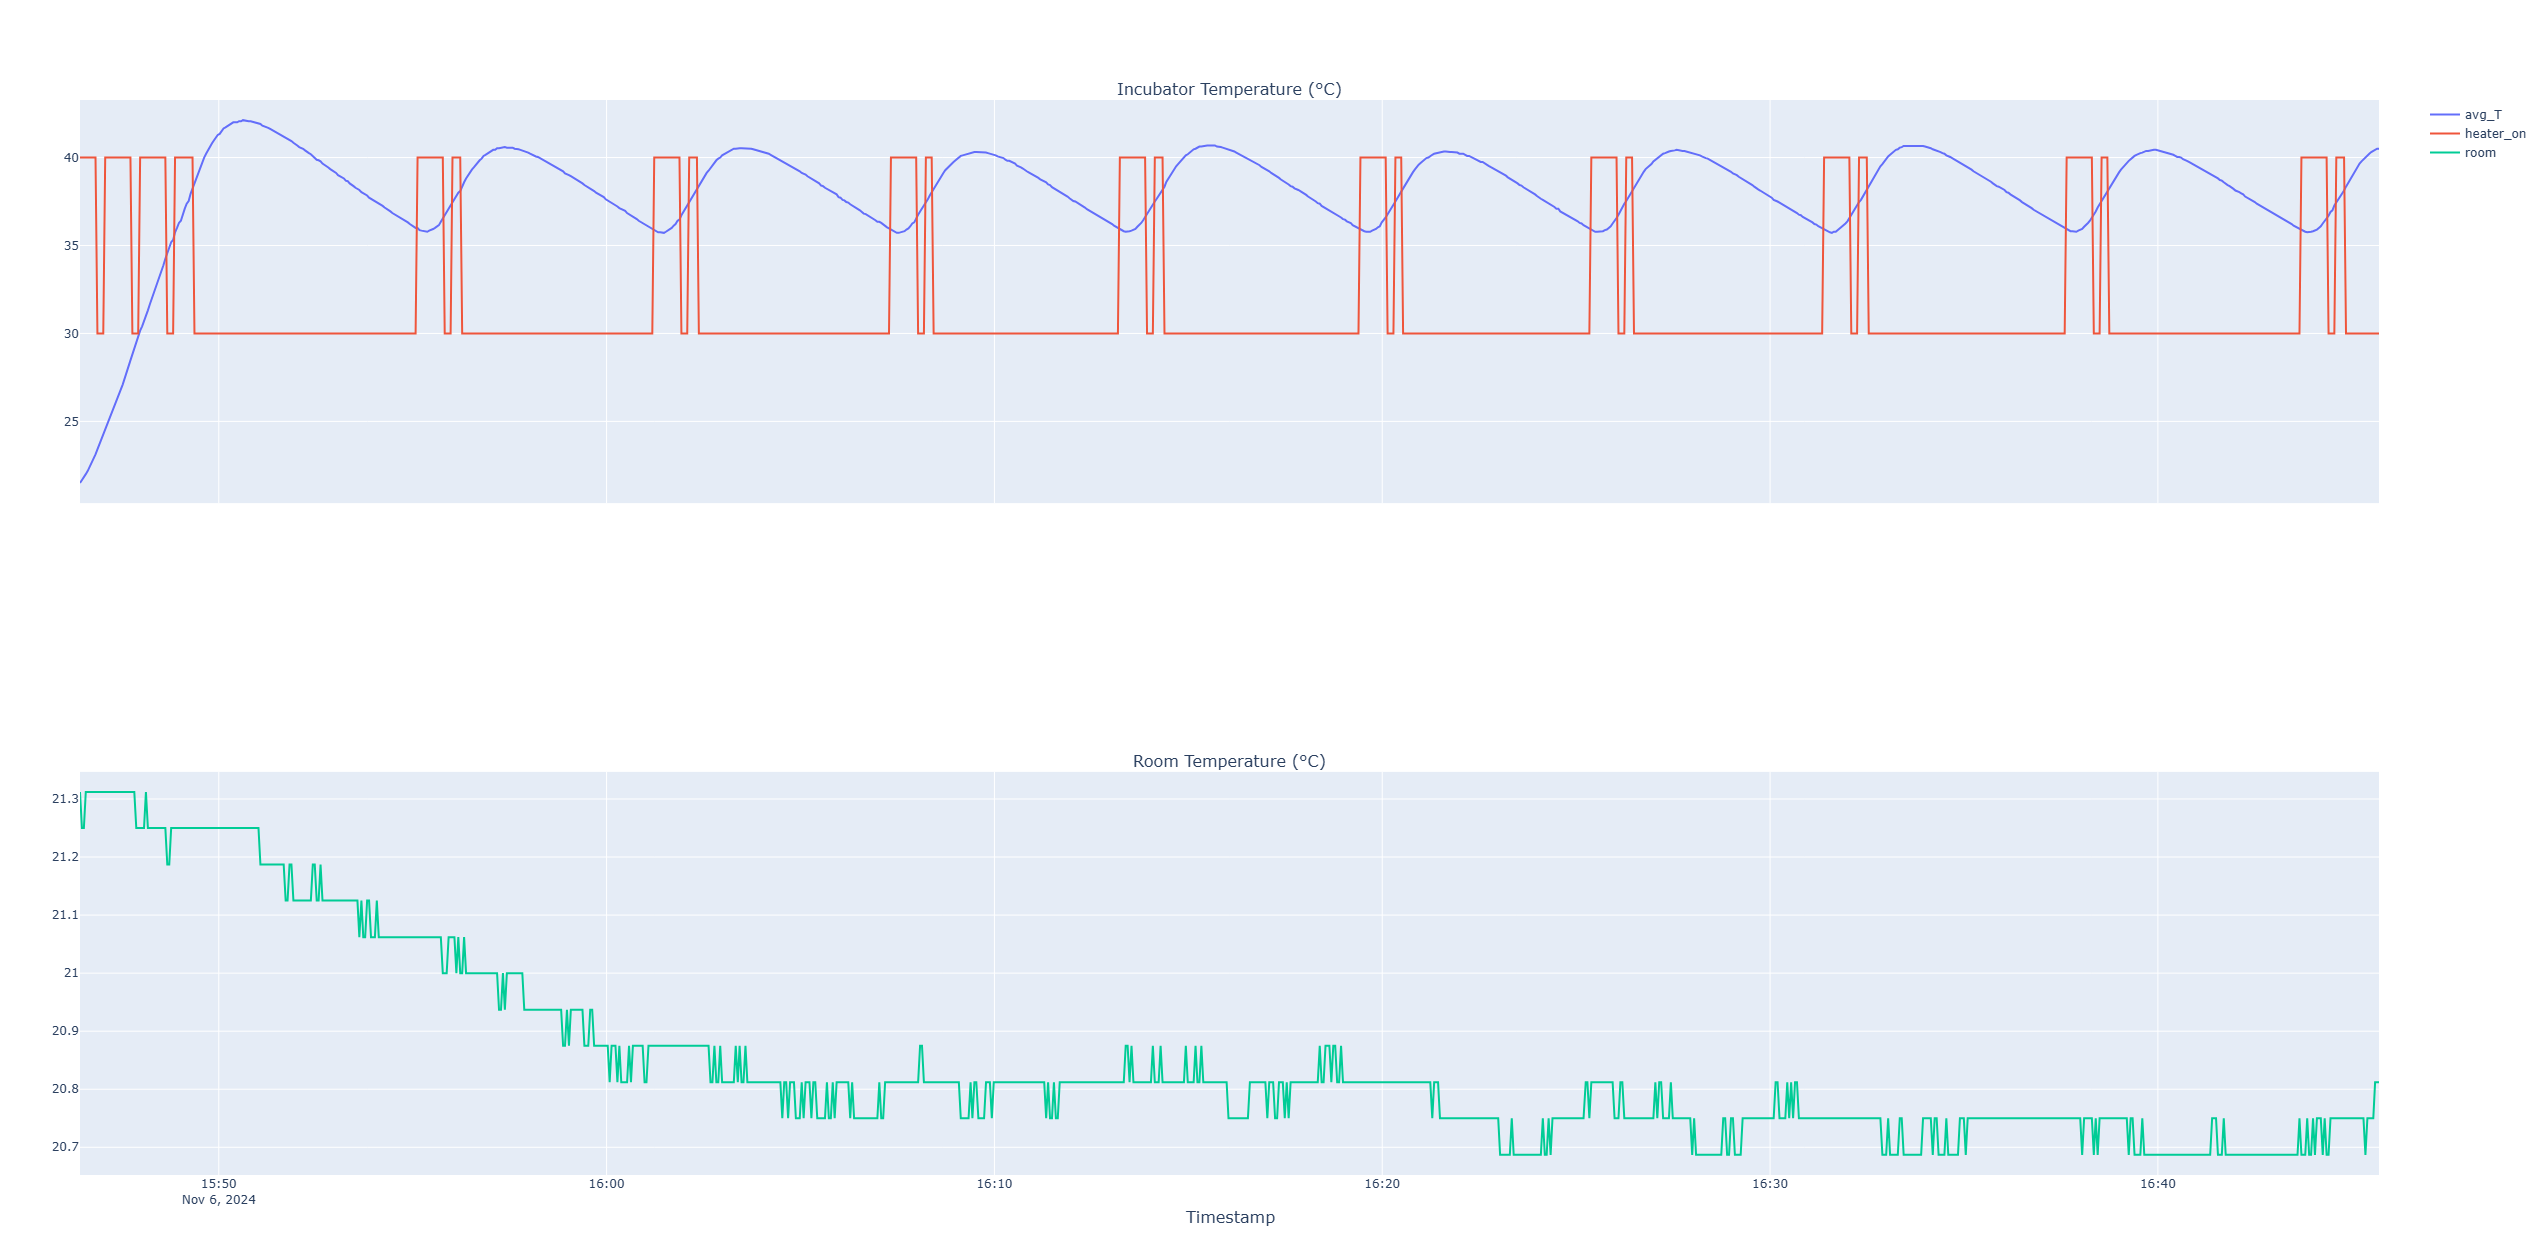 Incubator Temperature (°C)
40
35
30
25
avg_T
heater_on
room
Room Temperature (°C)
21.3
21.2
21.1
21
20.9
20.8
20.7
15:50
Nov 6, 2024
16:00
16:10
16:20
16:30
16:40
Timestamp